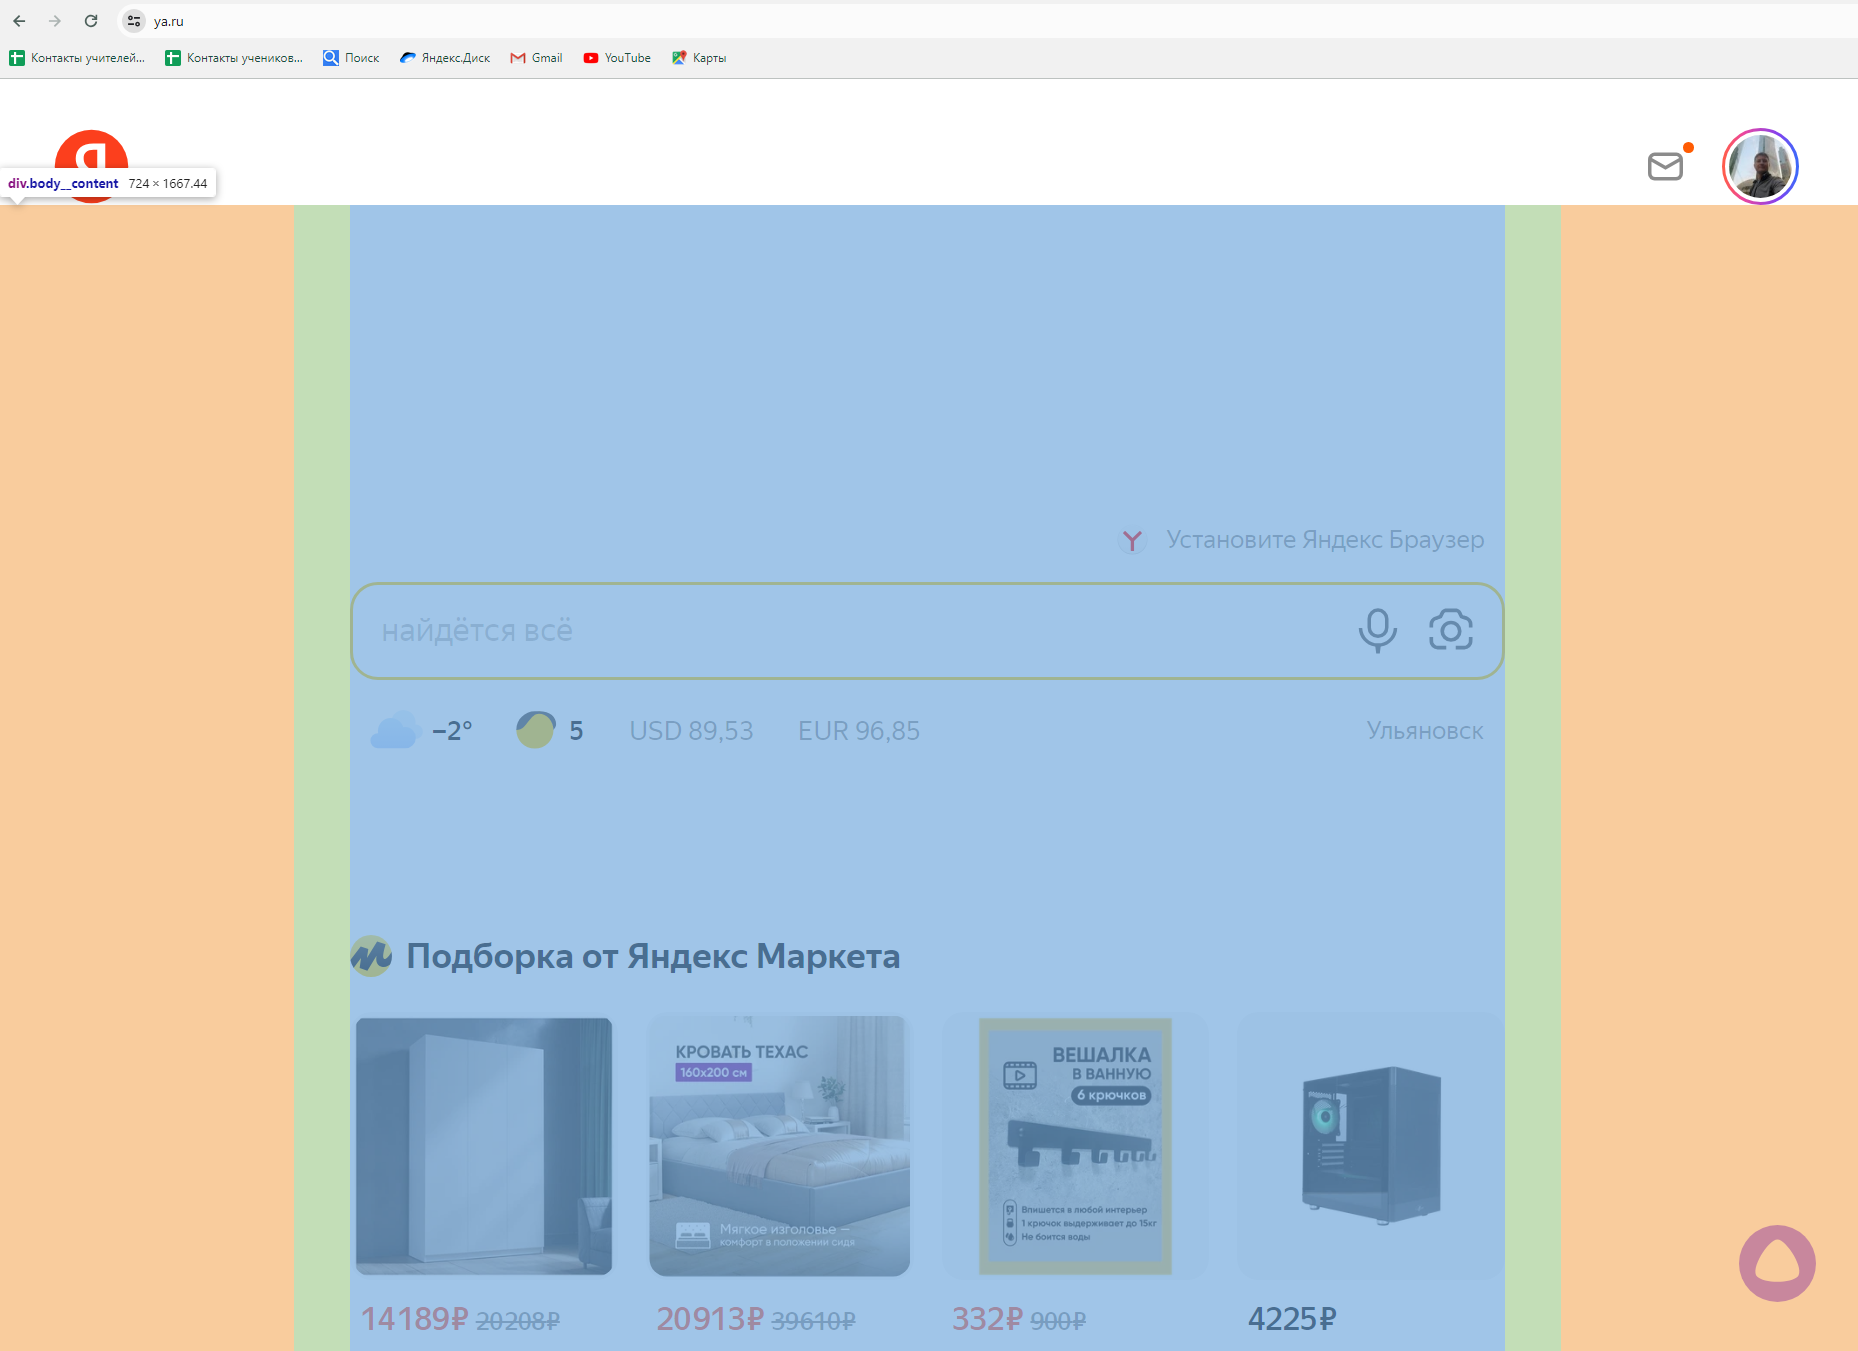 ya.ru
Контакты учителей...
Контакты учеников...
Поиск
Яндекс.Диск
Gmail
YouTube
Карты
Я
div.body__content 724 × 1667.44
Установите Яндекс Браузер
найдётся всё
−2°
5
USD 89,53
EUR 96,85
Ульяновск
Подборка от Яндекс Маркета
КРОВАТЬ ТЕХАС
160х200 см
Мягкое изголовье —
комфорт в положении сидя
ВЕШАЛКА
В ВАННУЮ
6 крючков
Впишется в любой интерьер
1 крючок выдерживает до 15кг
Не боится воды
14189₽ 20208₽
20913₽ 39610₽
332₽ 900₽
4225₽